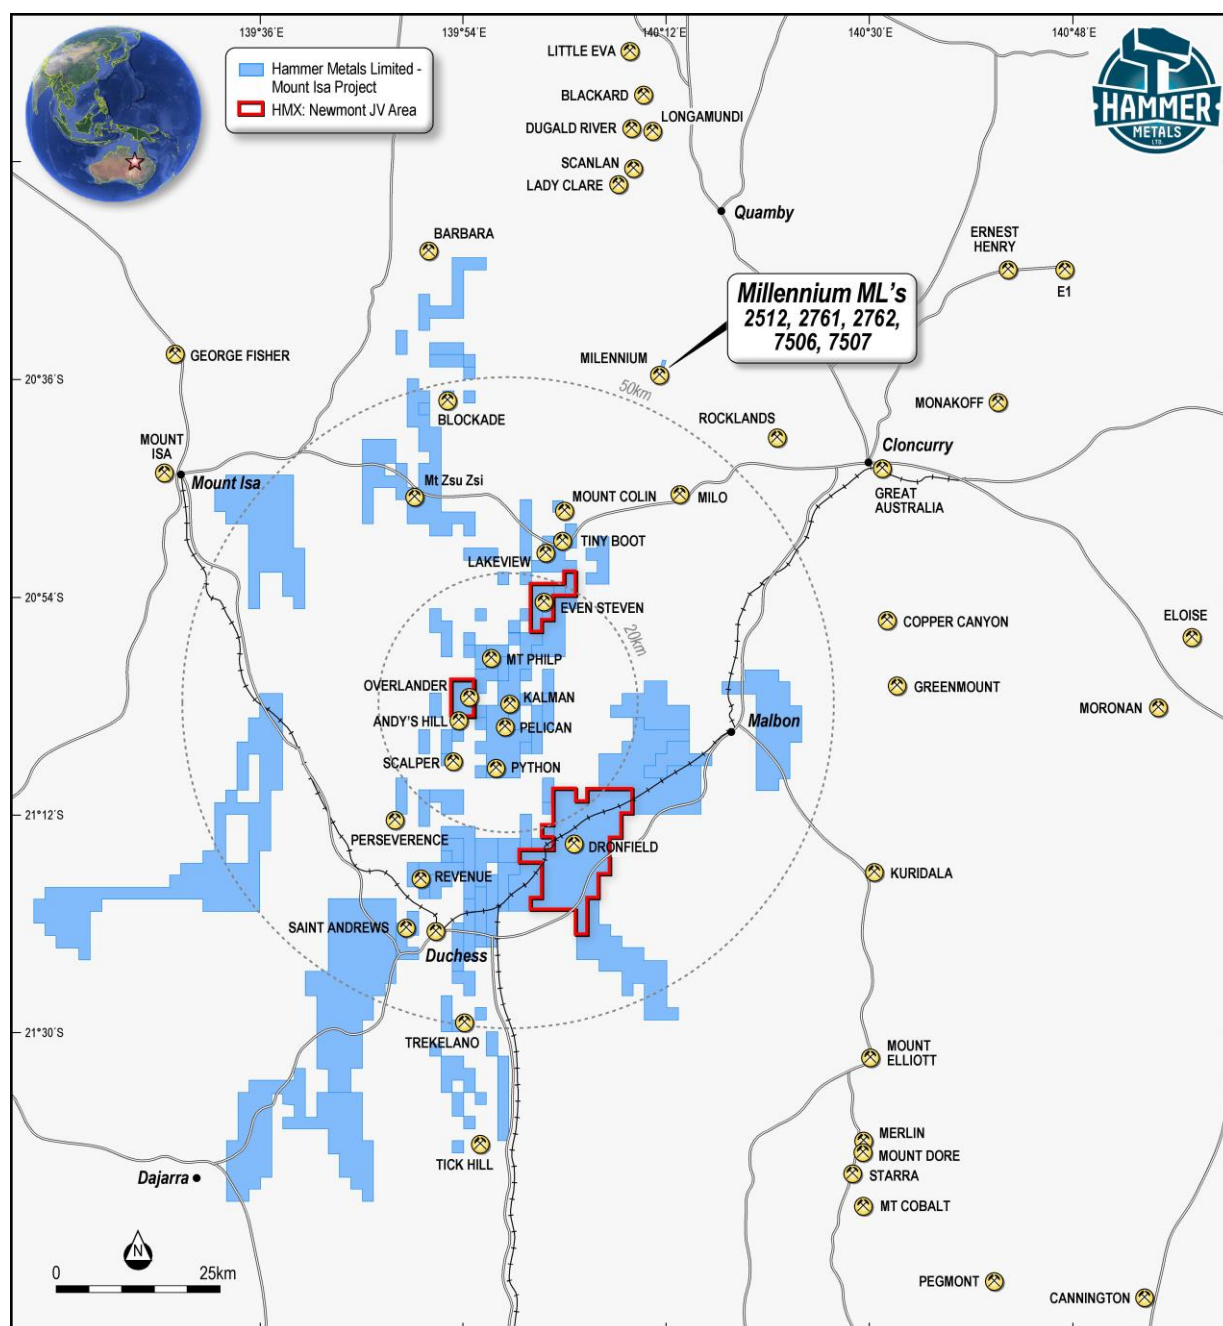 139°36´E
139°54´E
140°12´E
140°30´E
140°48´E
Hammer Metals Limited -
Mount Isa Project
HMX: Newmont JV Area
HAMMER
METALS
LTD.
LITTLE EVA
BLACKARD
DUGALD RIVER
LONGAMUNDI
SCANLAN
LADY CLARE
Quamby
BARBARA
ERNEST
HENRY
E1
Millennium ML's
2512, 2761, 2762,
7506, 7507
GEORGE FISHER
MILENNIUM
20°36´S
50km
BLOCKADE
ROCKLANDS
MONAKOFF
MOUNT
ISA
Mount Isa
Cloncurry
Mt Zsu Zsi
MOUNT COLIN
MILO
GREAT
AUSTRALIA
TINY BOOT
LAKEVIEW
20°54´S
EVEN STEVEN
20km
COPPER CANYON
ELOISE
MT PHILP
OVERLANDER
KALMAN
GREENMOUNT
MORONAN
ANDY'S HILL
PELICAN
Malbon
SCALPER
PYTHON
21°12´S
PERSEVERENCE
DRONFIELD
REVENUE
KURIDALA
SAINT ANDREWS
Duchess
21°30´S
TREKELANO
MOUNT
ELLIOTT
MERLIN
MOUNT DORE
STARRA
TICK HILL
Dajarra
MT COBALT
N
0
25km
PEGMONT
CANNINGTON